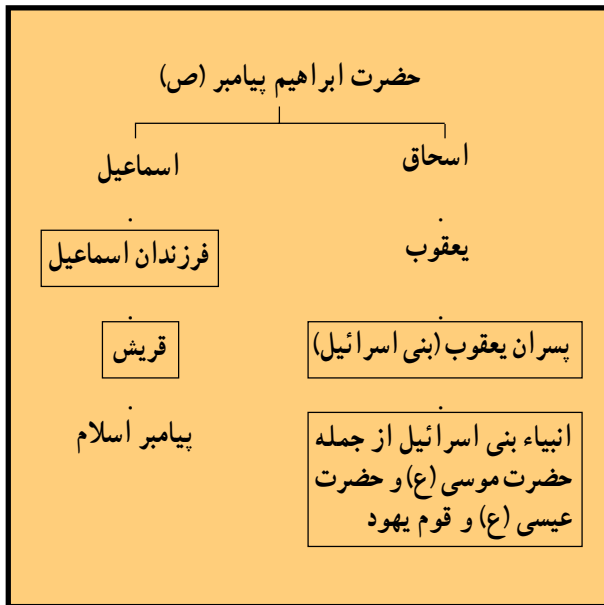 حضرت ابراهیم پیامبر (ص)
اسحاق
اسماعیل
یعقوب
فرزندان اسماعیل
پسران یعقوب (بنی اسرائیل)
قریش
انبیاء بنی اسرائیل از جمله
حضرت موسی (ع) و حضرت
عیسی (ع) و قوم یهود
پیامبر اسلام